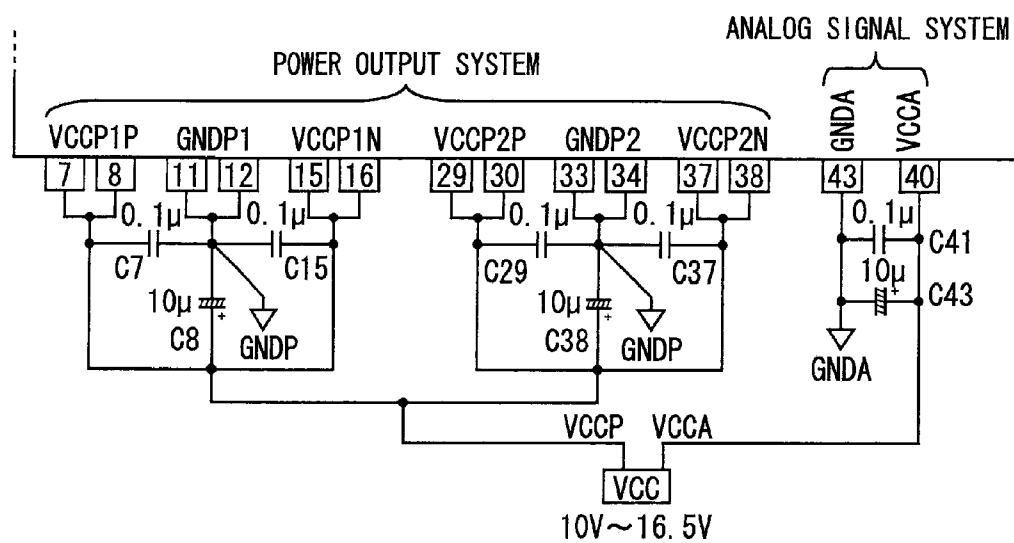 ANALOG SIGNAL SYSTEM
POWER OUTPUT SYSTEM
GNDA
VCCA
VCCP1P GNDP1 VCCP1N VCCP2P GNDP2 VCCP2N
7 8 11 12 15 16 29 30 33 34 37 38 43 40
0.1μ 0.1μ 0.1μ 0.1μ 0.1μ
C7 C15 C29 C37 C41
10μ 10μ 10μ
+ + +
C8 C38 C43
GNDP GNDP GNDA
VCCP VCCA
VCC
10V～16.5V